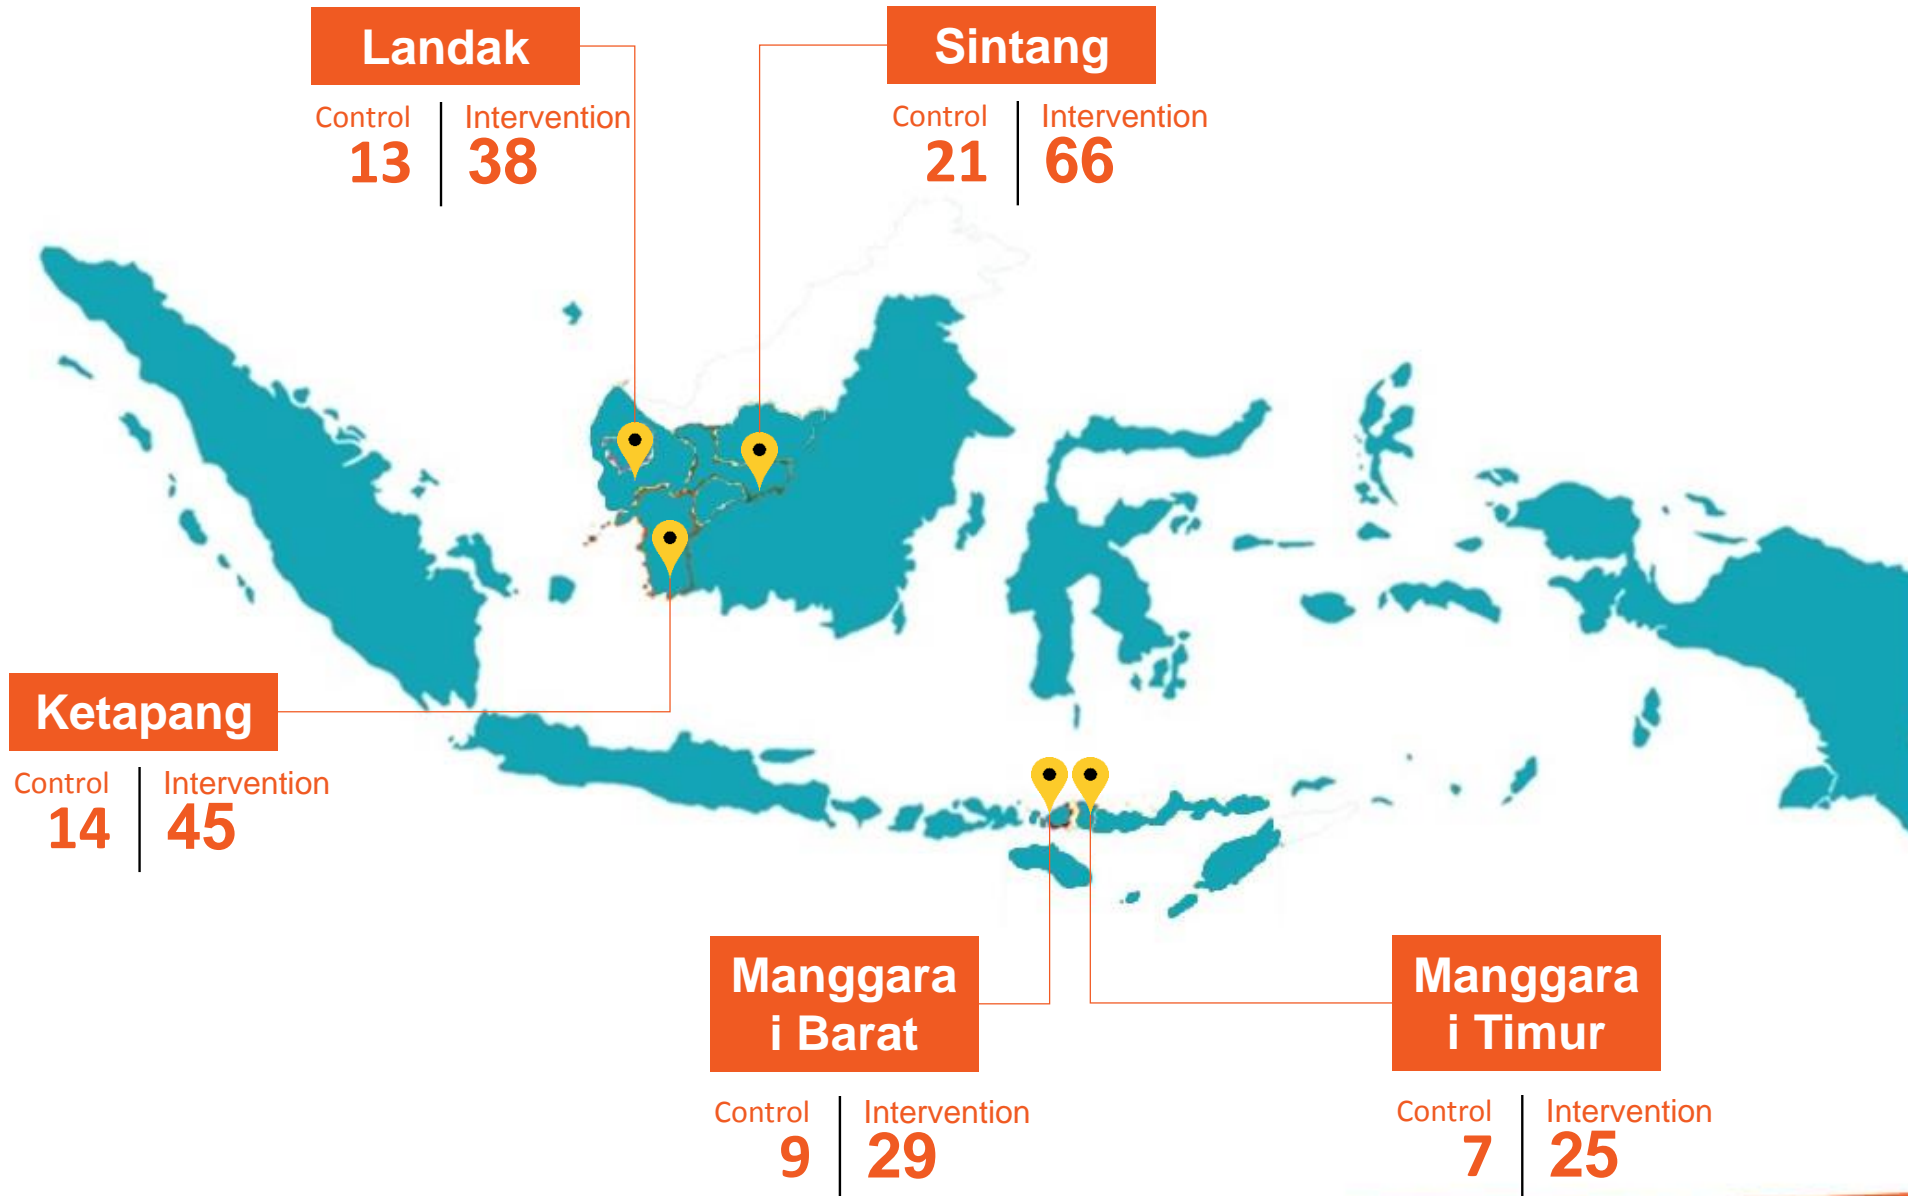 Landak
Control Intervention
13 38
Sintang
Control Intervention
21 66
Ketapang
Control Intervention
14 45
Manggara
i Barat
Control Intervention
9 29
Manggara
i Timur
Control Intervention
7 25